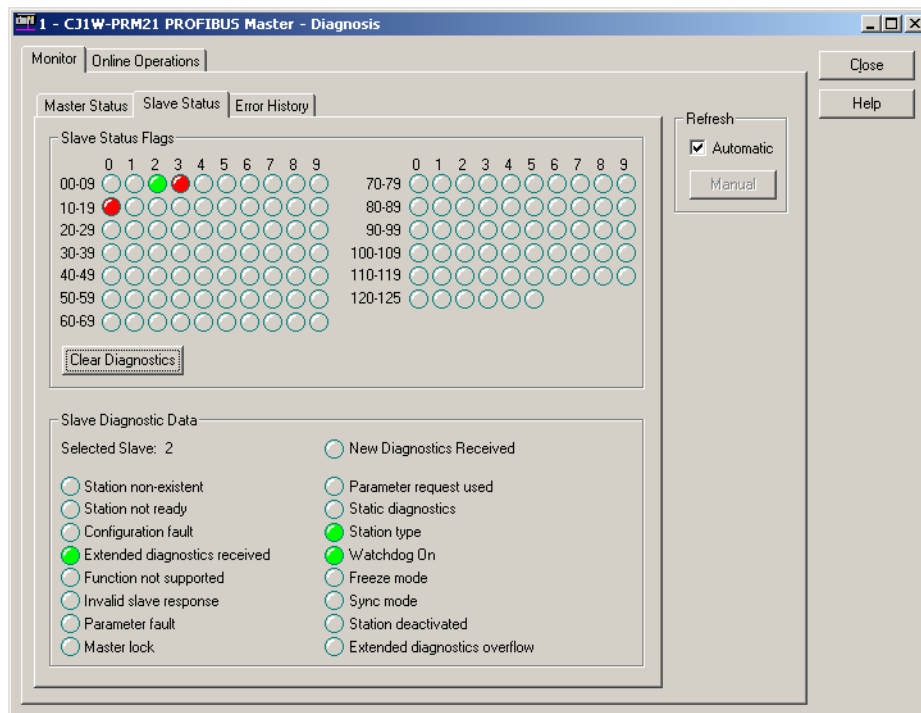 1 - CJ1W-PRM21 PROFIBUS Master - Diagnosis
Monitor Online Operations
Close
Help
Master Status Slave Status Error History
Refresh
Automatic
Manual
Slave Status Flags
0 1 2 3 4 5 6 7 8 9
00-09
10-19
20-29
30-39
40-49
50-59
60-69
0 1 2 3 4 5 6 7 8 9
70-79
80-89
90-99
100-109
110-119
120-125
Clear Diagnostics
Slave Diagnostic Data
Selected Slave: 2
New Diagnostics Received
Station non-existent
Station not ready
Configuration fault
Extended diagnostics received
Function not supported
Invalid slave response
Parameter fault
Master lock
Parameter request used
Static diagnostics
Station type
Watchdog On
Freeze mode
Sync mode
Station deactivated
Extended diagnostics overflow